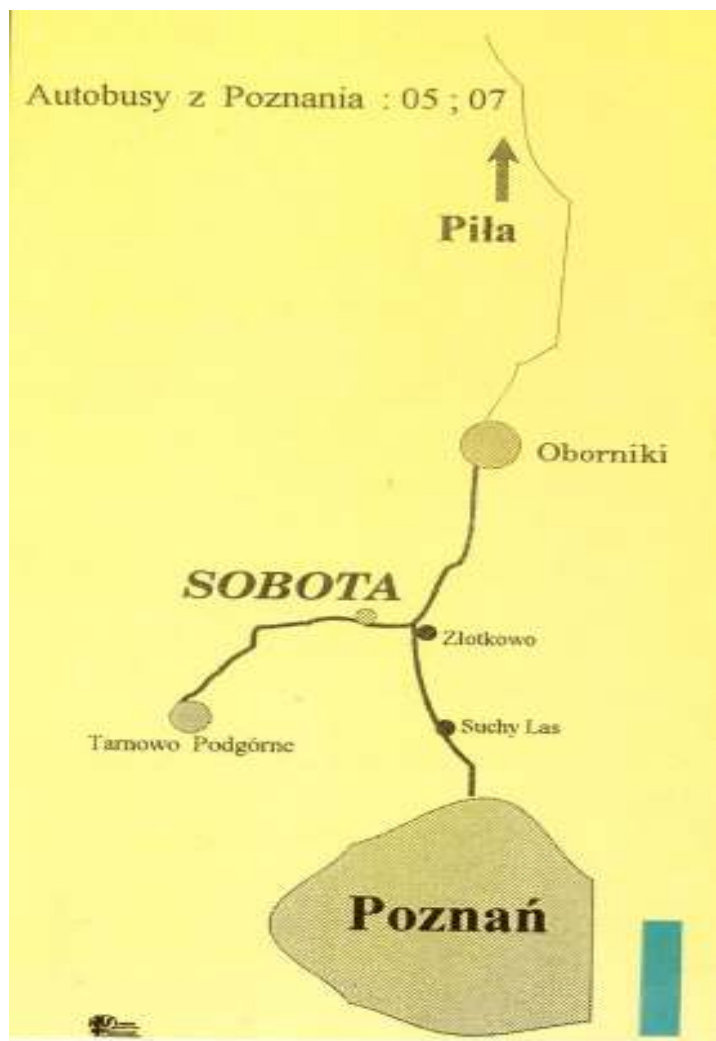 Autobusy z Poznania : 05 ; 07
Piła
Oborniki
SOBOTA
Złotkowo
Suchy Las
Tarnowo Podgórne
Poznań